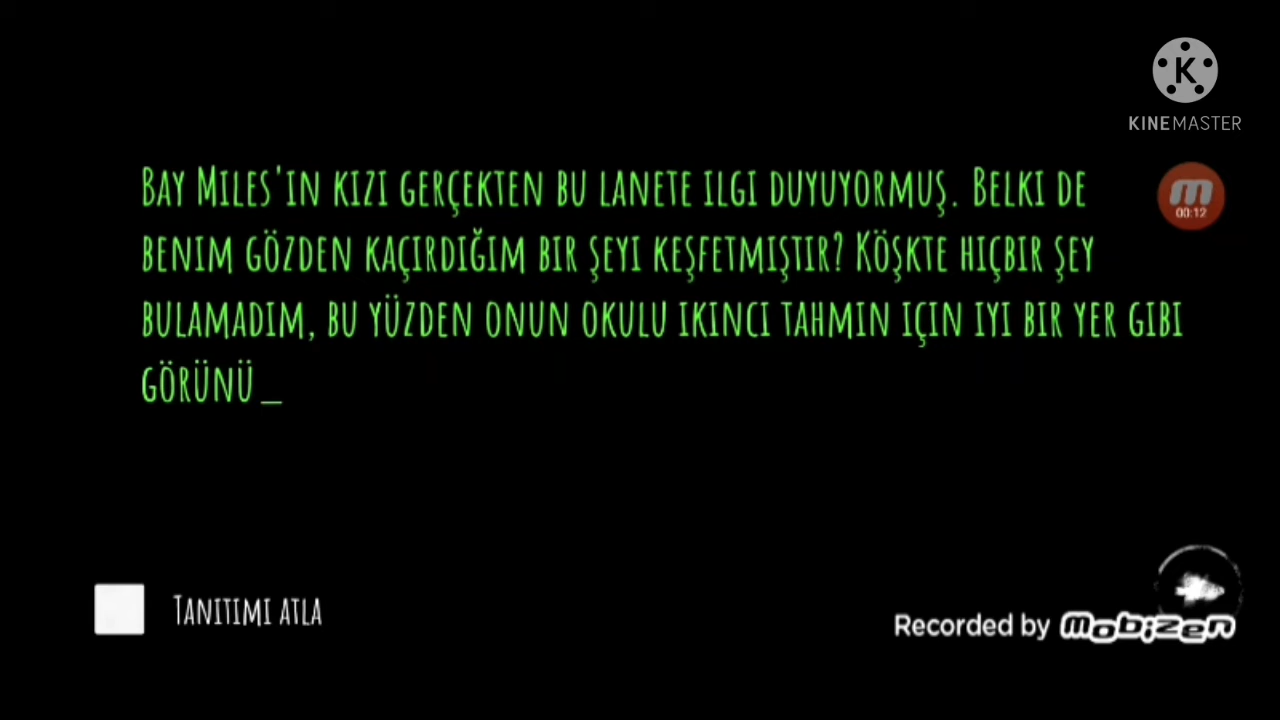 KINEMASTER
Bay Miles'ın kızı gerçekten bu lanete ilgi duyuyormuş. Belki de
00:12
benim gözden kaçırdığım bir şeyi keşfetmiştir? Köşkte hiçbir şey
bulamadım, bu yüzden onun okulu ikinci tahmin için iyi bir yer gibi
görünü_
Tanıtımı atla
Recorded by mobizen